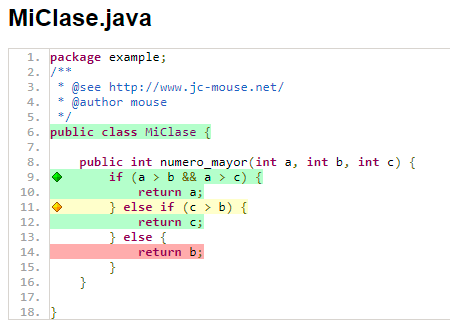 MiClase.java
1. package example;
2. /**
3.  * @see http://www.jc-mouse.net/
4.  * @author mouse
5.  */
6. public class MiClase {
7.
8.     public int numero_mayor(int a, int b, int c) {
9.         if (a > b && a > c) {
10.             return a;
11.         } else if (c > b) {
12.             return c;
13.         } else {
14.             return b;
15.         }
16.     }
17.
18. }